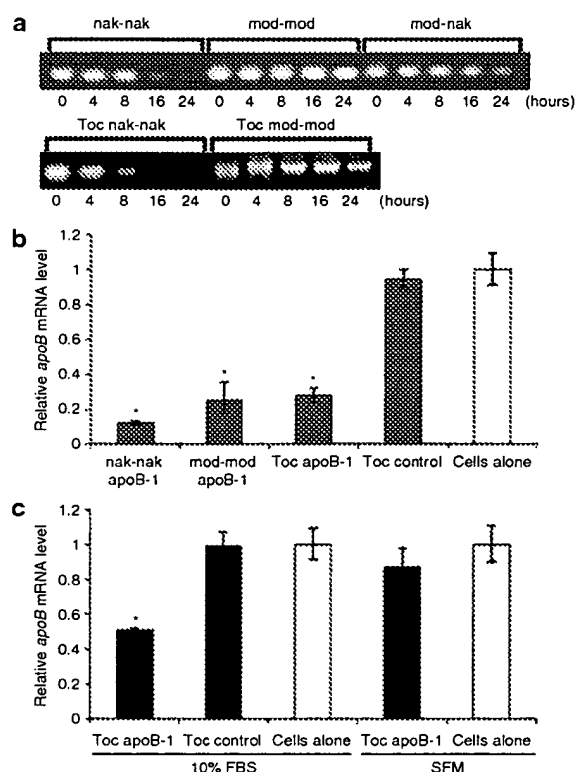 a
nak-nak mod-mod mod-nak
0 4 8 16 24 0 4 8 16 24 0 4 8 16 24 (hours)
Toc nak-nak Toc mod-mod
0 4 8 16 24 0 4 8 16 24 (hours)
b
Relative apoB mRNA level
1.2
1
0.8
0.6
0.4
0.2
0
* * *
nak-nak apoB-1
mod-mod apoB-1
Toc apoB-1
Toc control
Cells alone
c
Relative apoB mRNA level
1.2
1
0.8
0.6
0.4
0.2
0
*
Toc apoB-1 Toc control Cells alone Toc apoB-1 Cells alone
10% FBS SFM